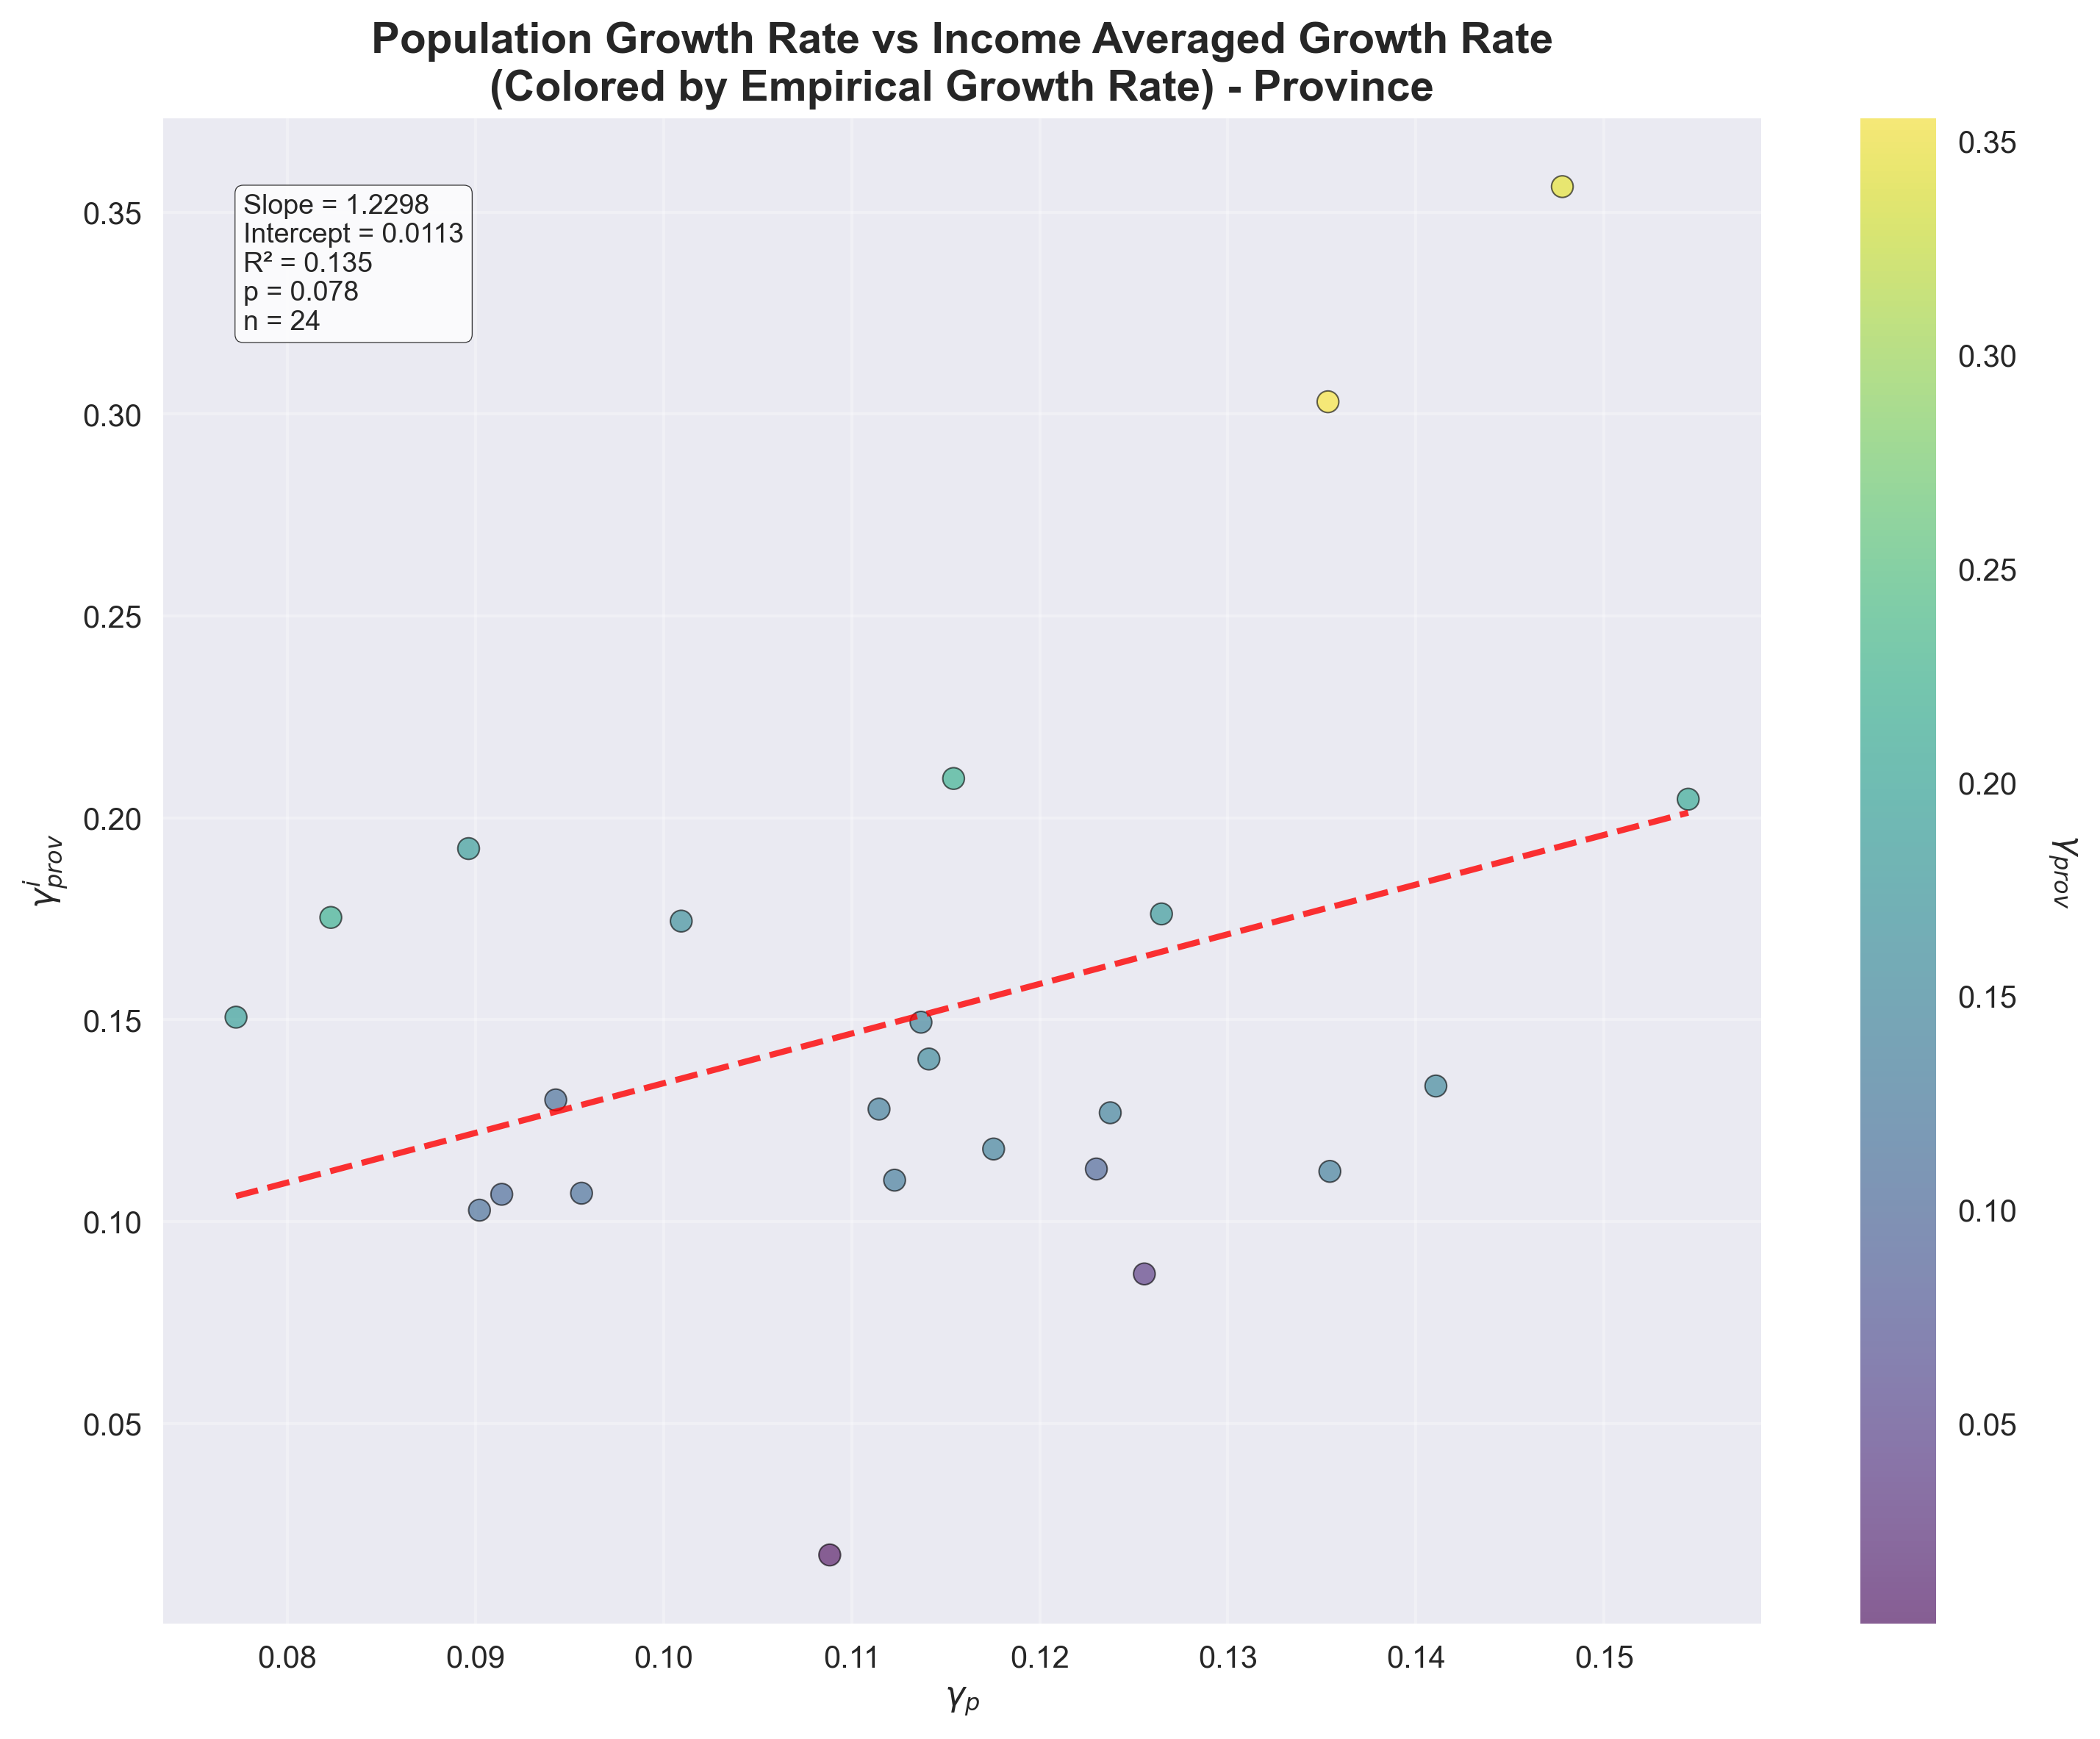 Population Growth Rate vs Income Averaged Growth Rate
(Colored by Empirical Growth Rate) - Province
Slope = 1.2298
Intercept = 0.0113
R² = 0.135
p = 0.078
n = 24
0.35
0.30
0.25
0.20
0.15
0.10
0.05
γ^i_prov
0.08
0.09
0.10
0.11
0.12
0.13
0.14
0.15
γ_p
0.35
0.30
0.25
0.20
0.15
0.10
0.05
γ_prov